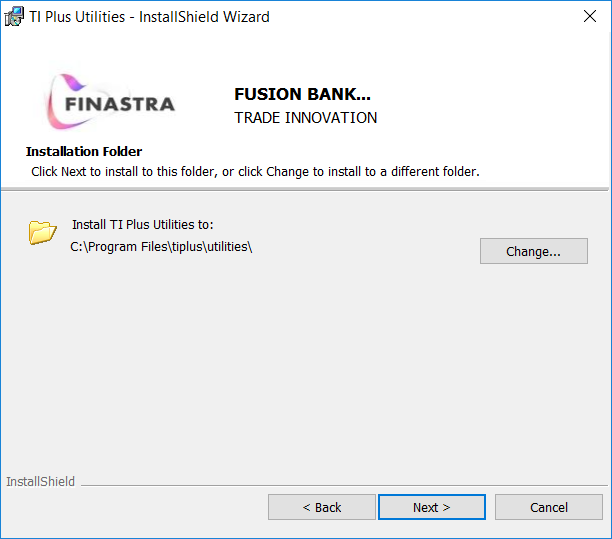 TI Plus Utilities - InstallShield Wizard
FINASTRA
FUSION BANK...
TRADE INNOVATION
Installation Folder
Click Next to install to this folder, or click Change to install to a different folder.
Install TI Plus Utilities to:
C:\Program Files\tiplus\utilities\
Change...
InstallShield
< Back
Next >
Cancel